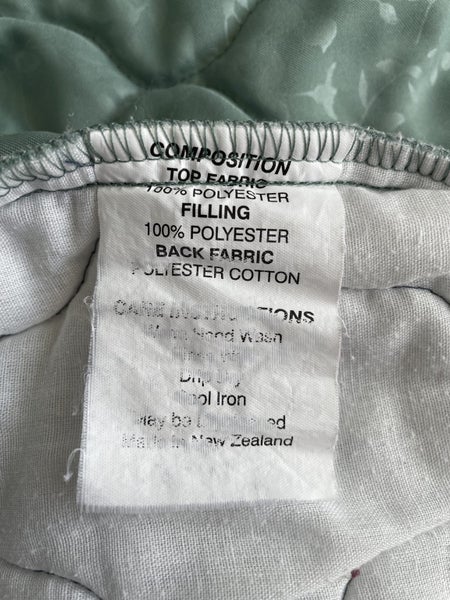 COMPOSITION
TOP FABRIC
100% POLYESTER
FILLING
100% POLYESTER
BACK FABRIC
POLYESTER COTTON
CARE INSTRUCTIONS
Warm Hand Wash
Drip Dry
Cool Iron
May be
Made in New Zealand